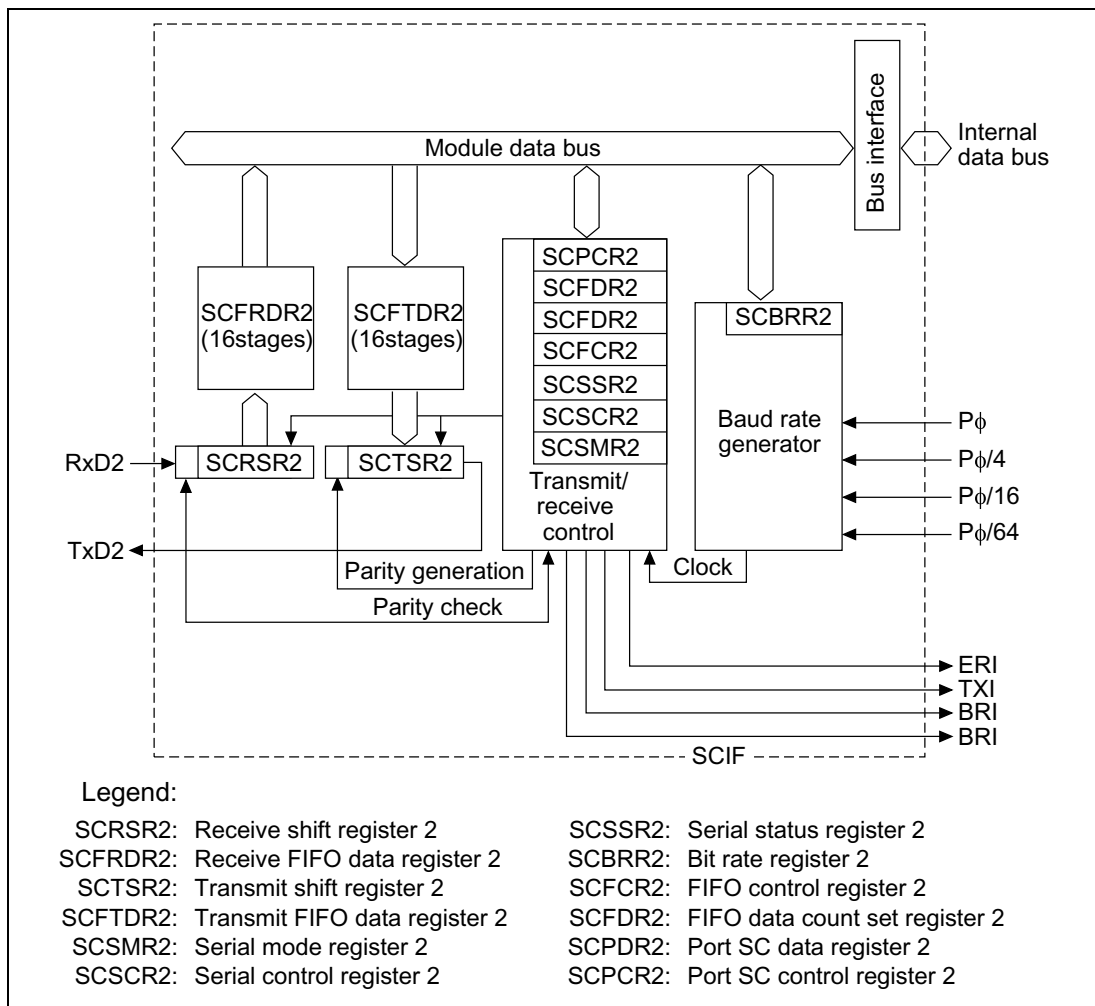 Module data bus
Bus interface
Internal
data bus
SCFRDR2
(16stages)
SCFTDR2
(16stages)
SCPCR2
SCFDR2
SCFDR2
SCFCR2
SCSSR2
SCSCR2
SCSMR2
Transmit/
receive
control
SCBRR2
Baud rate
generator
Pϕ
Pϕ/4
Pϕ/16
Pϕ/64
RxD2
SCRSR2
SCTSR2
TxD2
Parity generation
Parity check
Clock
ERI
TXI
BRI
BRI
SCIF
Legend:
SCRSR2: Receive shift register 2
SCFRDR2: Receive FIFO data register 2
SCTSR2: Transmit shift register 2
SCFTDR2: Transmit FIFO data register 2
SCSMR2: Serial mode register 2
SCSCR2: Serial control register 2
SCSSR2: Serial status register 2
SCBRR2: Bit rate register 2
SCFCR2: FIFO control register 2
SCFDR2: FIFO data count set register 2
SCPDR2: Port SC data register 2
SCPCR2: Port SC control register 2